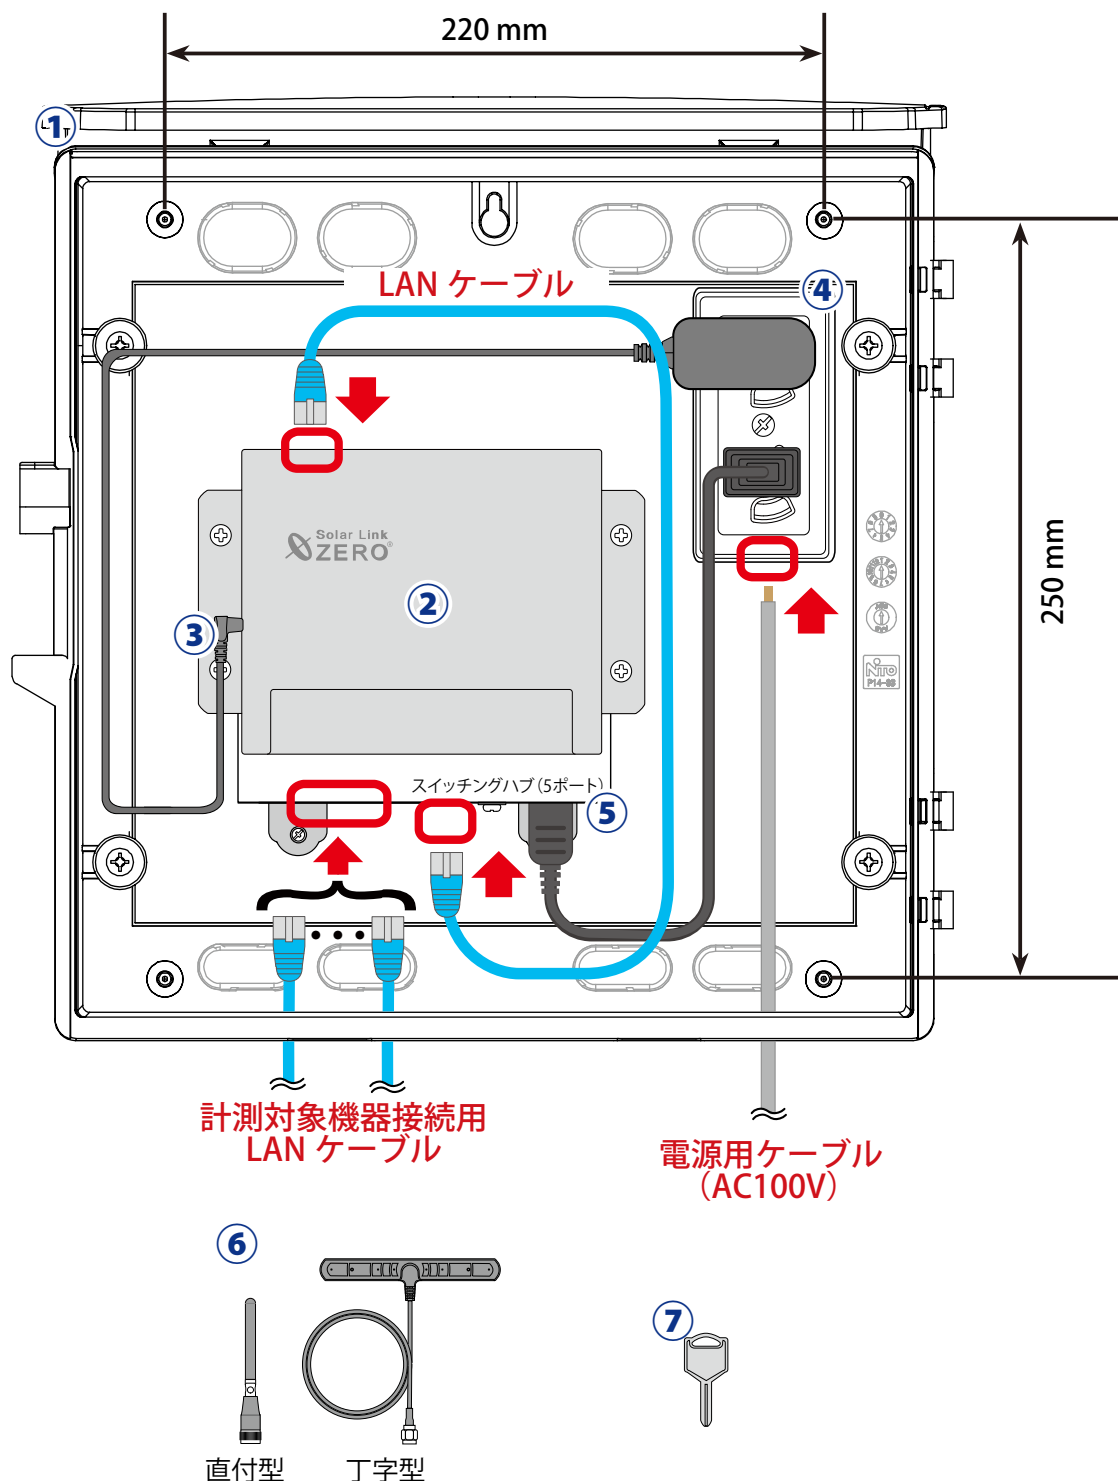 220 mm
①
LAN ケーブル
④
Solar Link
ZERO®
②
③
250 mm
NITO
P14-88
スイッチングハブ（5ポート）
⑤
計測対象機器接続用
LAN ケーブル
電源用ケーブル
（AC100V）
⑥
⑦
直付型
丁字型